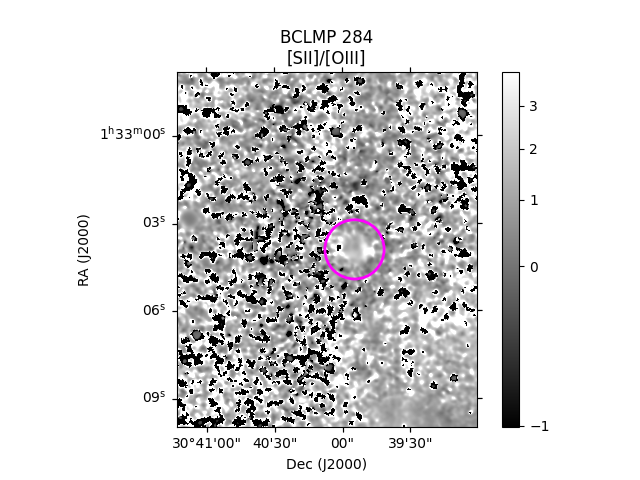 BCLMP 284
[SII]/[OIII]
RA (J2000)
1ʰ33ᵐ00ˢ
03ˢ
06ˢ
09ˢ
30°41'00"
40'30"
00"
39'30"
Dec (J2000)
3
2
1
0
−1